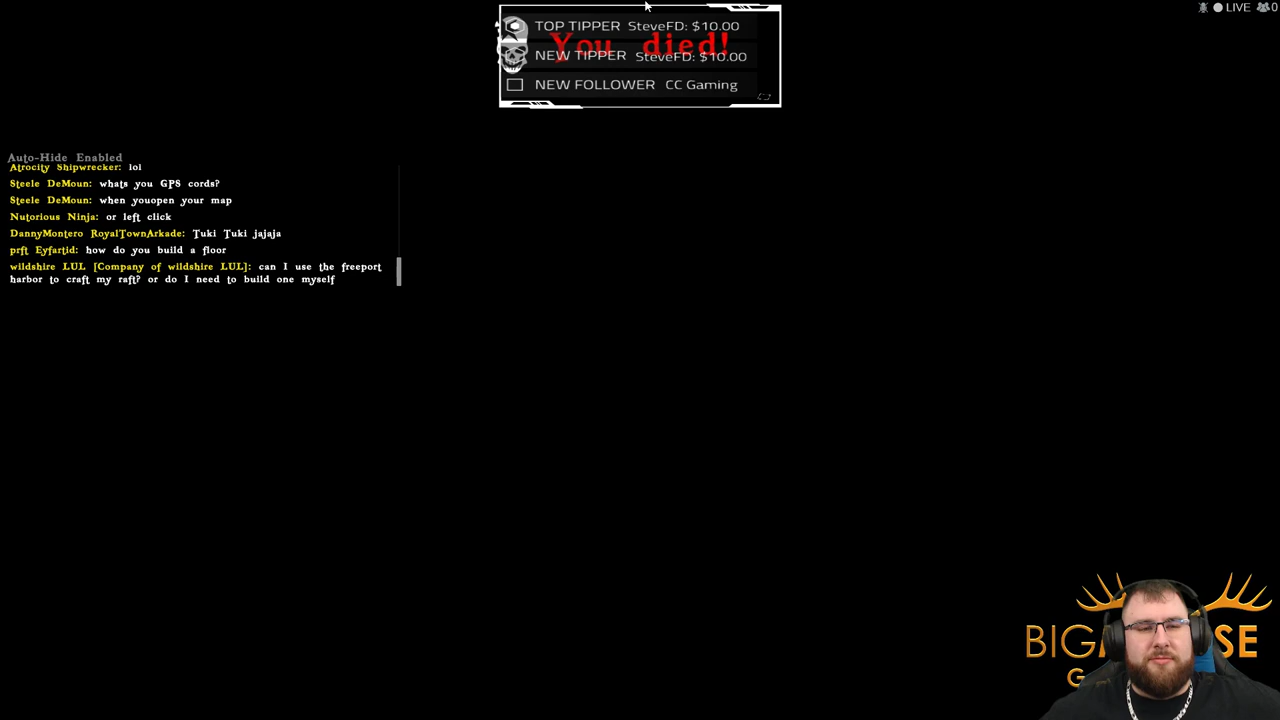 LIVE 0
TOP TIPPER SteveFD: $10.00
You died!
NEW TIPPER SteveFD: $10.00
NEW FOLLOWER CC Gaming
Auto-Hide Enabled
Atrocity Shipwrecker: lol
Steele DeMoun: whats you GPS cords?
Steele DeMoun: when youopen your map
Nutorious Ninja: or left click
DannyMontero RoyalTownArkade: Tuki Tuki jajaja
prft Eyfartid: how do you build a floor
wildshire LUL [Company of wildshire LUL]: can I use the freeport
harbor to craft my raft? or do I need to build one myself
BIG